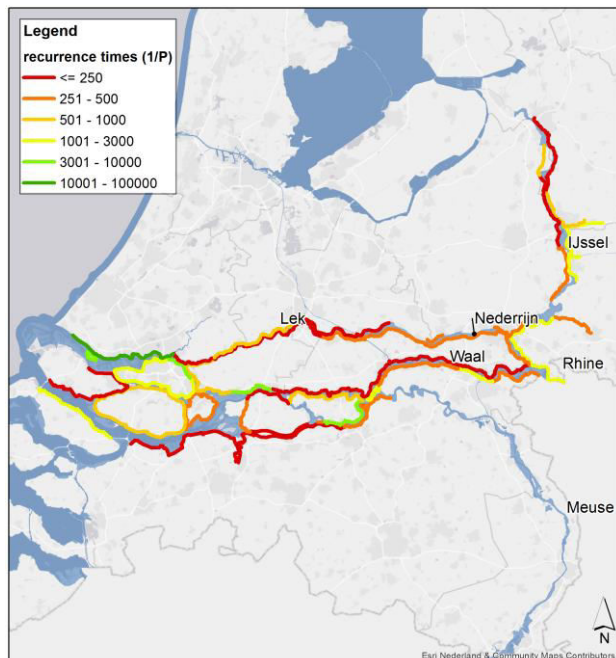 Legend
recurrence times (1/P)
<= 250
251 - 500
501 - 1000
1001 - 3000
3001 - 10000
10001 - 100000
IJssel
Lek
Nederrijn
Waal
Rhine
Meuse
N
Esri Nederland & Community Maps Contributors